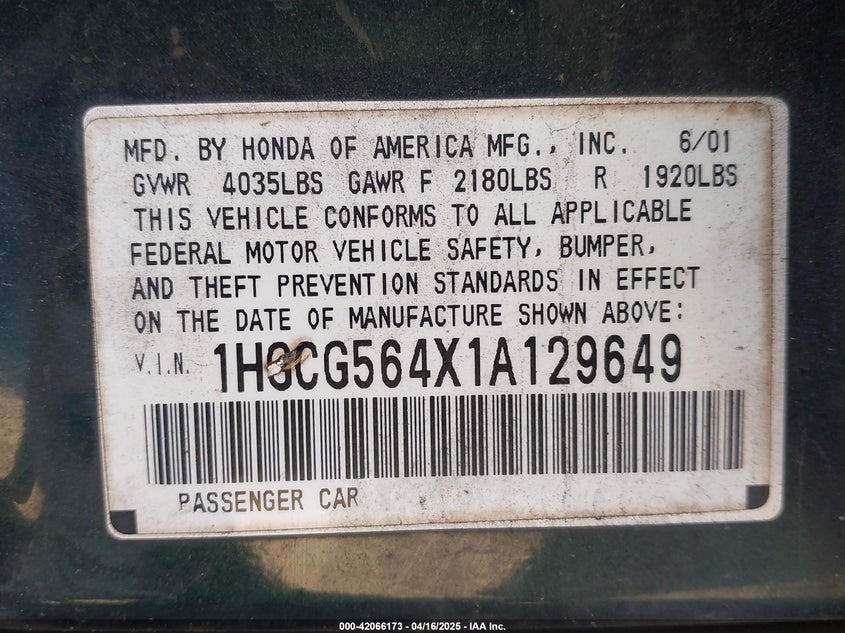 MFD. BY HONDA OF AMERICA MFG., INC. 6/01
GVWR 4035LBS GAWR F 2180LBS R 1920LBS
THIS VEHICLE CONFORMS TO ALL APPLICABLE
FEDERAL MOTOR VEHICLE SAFETY, BUMPER,
AND THEFT PREVENTION STANDARDS IN EFFECT
ON THE DATE OF MANUFACTURE SHOWN ABOVE:
V.I.N. 1HGCG564X1A129649
PASSENGER CAR
000-42066173 - 04/16/2025 - IAA Inc.